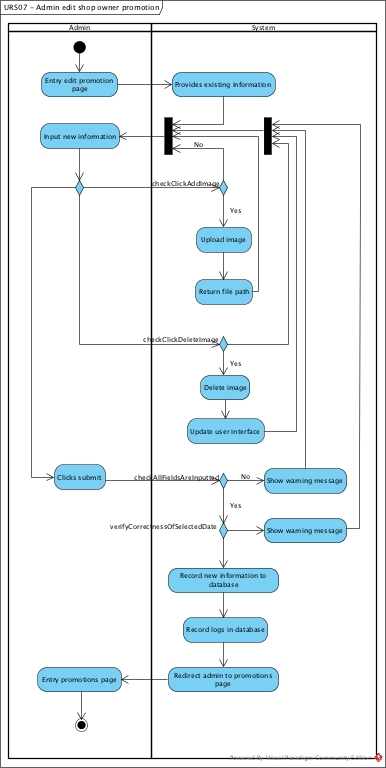 URS07 - Admin edit shop owner promotion
Admin
System
Entry edit promotion
page
Provides existing information
Input new information
No
checkClickAddImage
Yes
Upload image
Return file path
checkClickDeleteImage
Yes
Delete image
Update user interface
Clicks submit
checkAllFieldsAreInputted
No
Show warning message
Yes
verifyCorrectnessOfSelectedDate
Show warning message
Record new information to
database
Record logs in database
Entry promotions page
Redirect admin to promotions
page
Powered By Visual Paradigm Community Edition